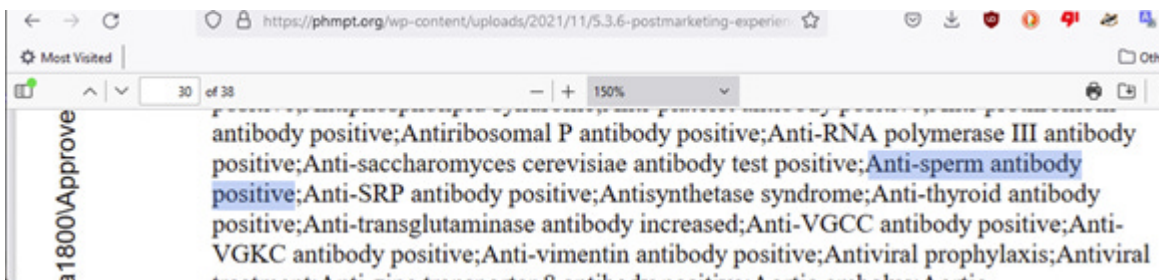 https://phmpt.org/wp-content/uploads/2021/11/5.3.6-postmarketing-experien
Most Visited
Oth
30 of 38
150%
a1800\Approve
antibody positive;Antiribosomal P antibody positive;Anti-RNA polymerase III antibody
positive;Anti-saccharomyces cerevisiae antibody test positive;Anti-sperm antibody
positive;Anti-SRP antibody positive;Antisynthetase syndrome;Anti-thyroid antibody
positive;Anti-transglutaminase antibody increased;Anti-VGCC antibody positive;Anti-
VGKC antibody positive;Anti-vimentin antibody positive;Antiviral prophylaxis;Antiviral